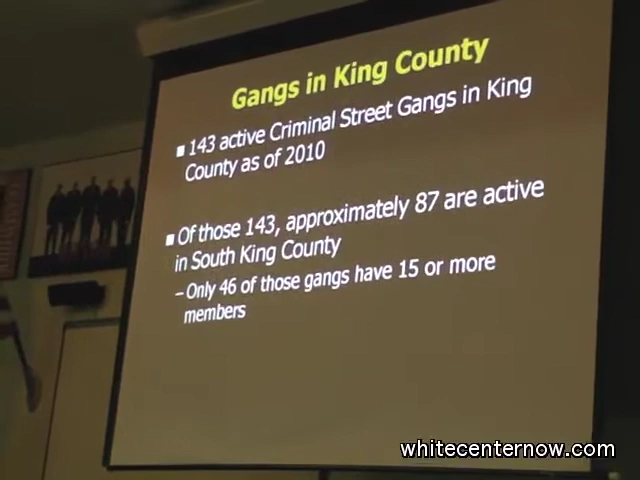 Gangs in King County
■ 143 active Criminal Street Gangs in King
County as of 2010
■ Of those 143, approximately 87 are active
in South King County
– Only 46 of those gangs have 15 or more
members
whitecenternow.com